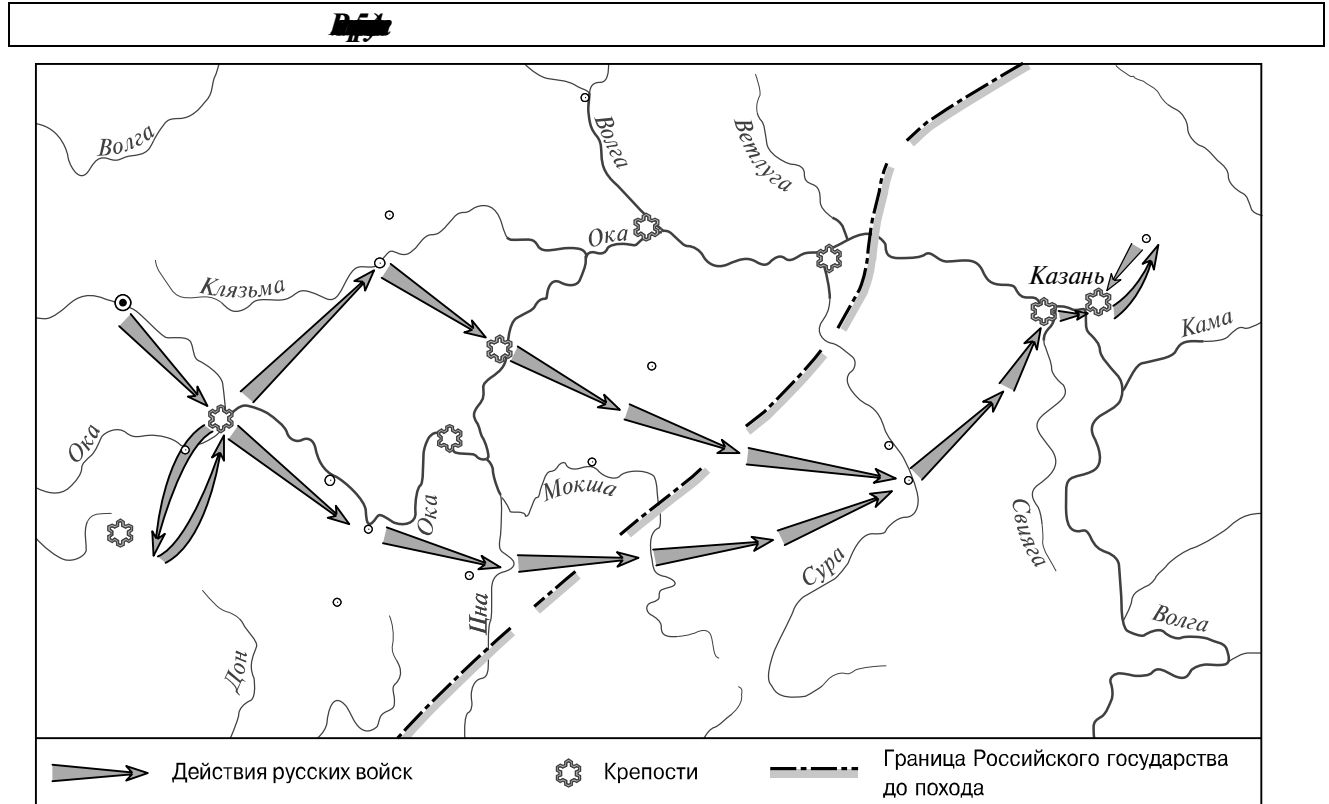 Волга
Волга
Ветлуга
Ока
Клязьма
Казань
Кама
Ока
Ока
Мокша
Свияга
Сура
Цна
Дон
Волга
Действия русских войск
Крепости
Граница Российского государства
до похода